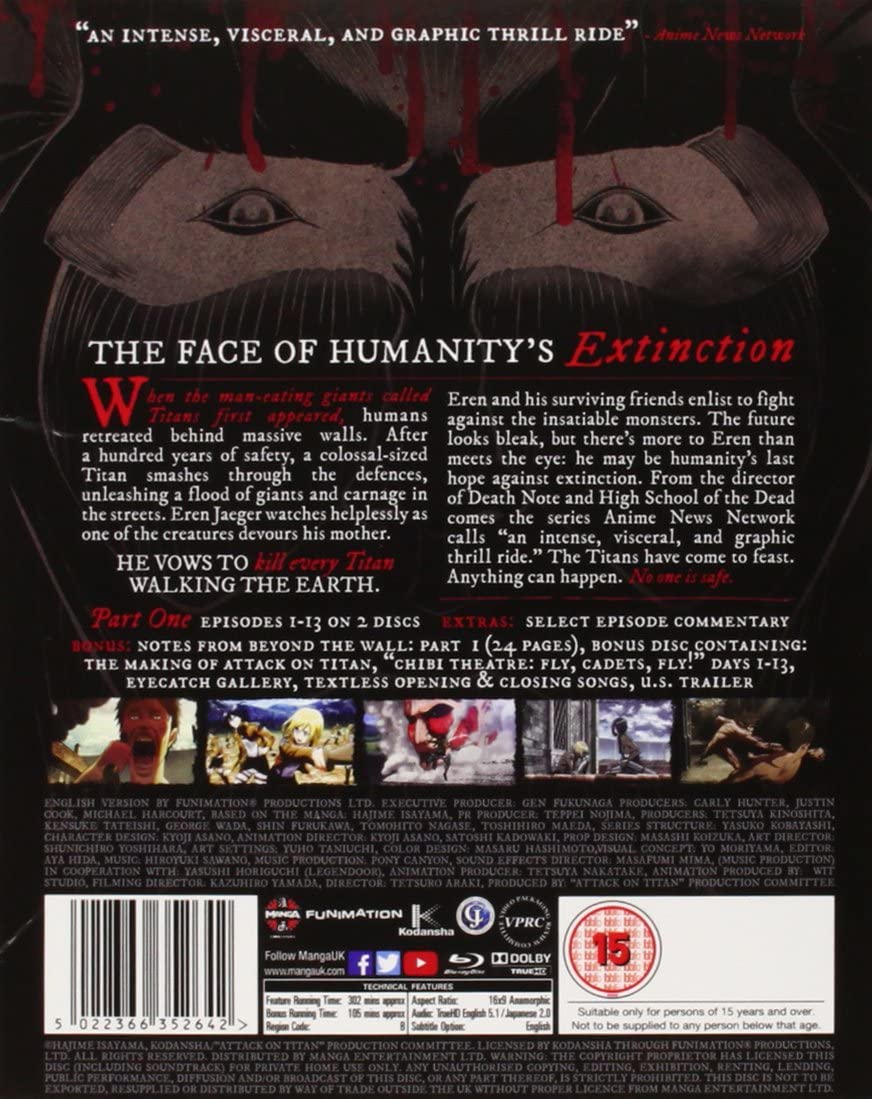 “AN INTENSE, VISCERAL, AND GRAPHIC THRILL RIDE” - Anime News Network
THE FACE OF HUMANITY’S Extinction
When the man-eating giants called
Titans first appeared, humans
retreated behind massive walls. After
a hundred years of safety, a colossal-sized
Titan smashes through the defences,
unleashing a flood of giants and carnage in
the streets. Eren Jaeger watches helplessly as
one of the creatures devours his mother.
HE VOWS TO kill every Titan
WALKING THE EARTH.
Eren and his surviving friends enlist to fight
against the insatiable monsters. The future
looks bleak, but there’s more to Eren than
meets the eye: he may be humanity’s last
hope against extinction. From the director
of Death Note and High School of the Dead
comes the series Anime News Network
calls “an intense, visceral, and graphic
thrill ride.” The Titans have come to feast.
Anything can happen. No one is safe.
Part One EPISODES 1-13 ON 2 DISCS EXTRAS: SELECT EPISODE COMMENTARY
BONUS: NOTES FROM BEYOND THE WALL: PART 1 (24 PAGES), BONUS DISC CONTAINING:
THE MAKING OF ATTACK ON TITAN, “CHIBI THEATRE: FLY, CADETS, FLY!” DAYS 1-13,
EYECATCH GALLERY, TEXTLESS OPENING & CLOSING SONGS, U.S. TRAILER
ENGLISH VERSION BY FUNIMATION® PRODUCTIONS LTD. EXECUTIVE PRODUCER: GEN FUKUNAGA PRODUCERS: CARLY HUNTER, JUSTIN
COOK, MICHAEL HARCOURT, BASED ON THE MANGA: HAJIME ISAYAMA, PR PRODUCER: TEPPEI NOJIMA, PRODUCERS: TETSUYA KINOSHITA,
KENSUKE TATEISHI, GEORGE WADA, SHIN FURUKAWA, TOMOHITO NAGASE, TOSHIHIRO MAEDA, SERIES STRUCTURE: YASUKO KOBAYASHI,
CHARACTER DESIGN: KYOJI ASANO, ANIMATION DIRECTOR: KYOJI ASANO, SATOSHI KADOWAKI, PROP DESIGN: MASASHI KOIZUKA, ART DIRECTOR:
SHUNICHIRO YOSHIHARA, ART SETTINGS: YUHO TANIUCHI, COLOR DESIGN: MASARU HASHIMOTO,VISUAL CONCEPT: YO MORIYAMA, EDITOR:
AYA HIDA, MUSIC: HIROYUKI SAWANO, MUSIC PRODUCTION: PONY CANYON, SOUND EFFECTS DIRECTOR: MASAFUMI MIMA, (MUSIC PRODUCTION)
IN COOPERATION WITH: YASUSHI HORIGUCHI (LEGENDOOR), ANIMATION PRODUCER: TETSUYA NAKATAKE, ANIMATION PRODUCED BY: WIT
STUDIO, FILMING DIRECTOR: KAZUHIRO YAMADA, DIRECTOR: TETSURO ARAKI, PRODUCED BY: "ATTACK ON TITAN" PRODUCTION COMMITTEE
5 022366 352642 >
MANGA FUNIMATION Kodansha VPRC
VIDEO PACKAGING REVIEW COMMITTEE
Follow MangaUK
www.mangauk.com
Blu-ray Disc DOLBY TRUEHD
TECHNICAL FEATURES
Feature Running Time: 302 mins approx Aspect Ratio: 16x9 Anamorphic
Bonus Running Time: 105 mins approx Audio: TrueHD English 5.1/Japanese 2.0
Region Code: B Subtitle Option: English
15
Suitable only for persons of 15 years and over.
Not to be supplied to any person below that age.
©HAJIME ISAYAMA, KODANSHA/"ATTACK ON TITAN" PRODUCTION COMMITTEE. LICENSED BY KODANSHA THROUGH FUNIMATION® PRODUCTIONS,
LTD. ALL RIGHTS RESERVED. DISTRIBUTED BY MANGA ENTERTAINMENT LTD. WARNING: THE COPYRIGHT PROPRIETOR HAS LICENSED THIS
DISC (INCLUDING SOUNDTRACK) FOR PRIVATE HOME USE ONLY. ANY UNAUTHORISED COPYING, EDITING, EXHIBITION, RENTING, LENDING,
PUBLIC PERFORMANCE, DIFFUSION AND/OR BROADCAST OF THIS DISC, OR ANY PART THEREOF, IS STRICTLY PROHIBITED. THIS DISC IS NOT TO BE
EXPORTED, RESUPPLIED OR DISTRIBUTED BY WAY OF TRADE OUTSIDE THE UK WITHOUT PROPER LICENCE FROM MANGA ENTERTAINMENT LTD.